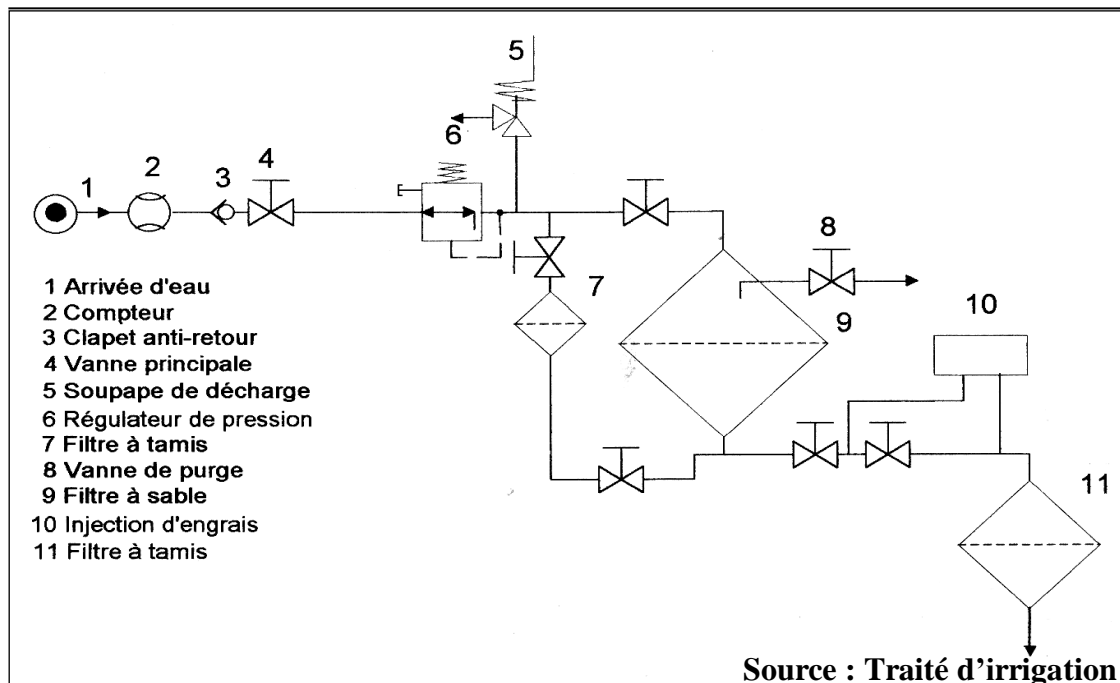 5
6
2
4
1
3
8
7
9
10
11
1 Arrivée d'eau
2 Compteur
3 Clapet anti-retour
4 Vanne principale
5 Soupape de décharge
6 Régulateur de pression
7 Filtre à tamis
8 Vanne de purge
9 Filtre à sable
10 Injection d'engrais
11 Filtre à tamis
Source : Traité d'irrigation